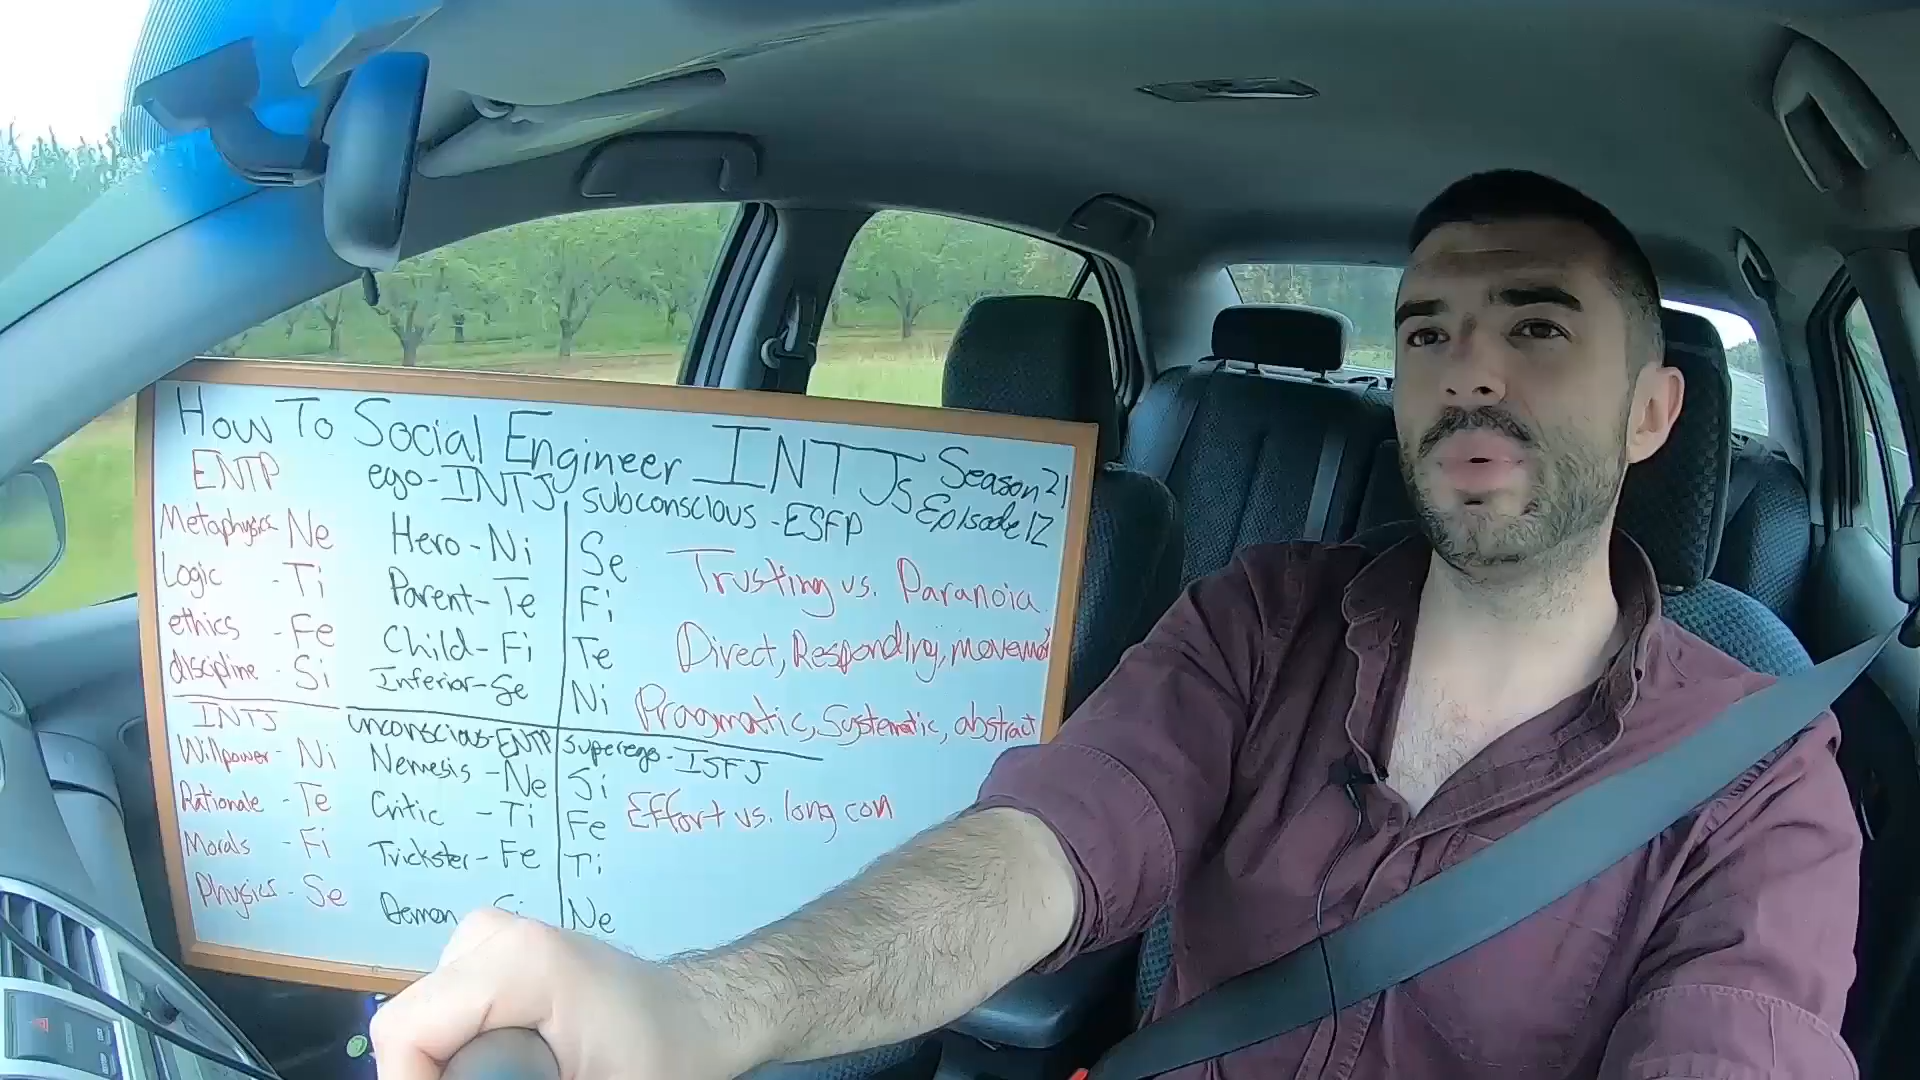 How To Social Engineer INTJs Season 21
Episode 12
ENTP
Metaphysics - Ne
Logic - Ti
ethics - Fe
discipline - Si
INTJ
Willpower - Ni
Rationale - Te
Morals - Fi
Physics - Se
ego - INTJ
Hero - Ni
Parent - Te
Child - Fi
Inferior - Se
subconscious - ESFP
Se
Fi
Te
Ni
unconscious - ENTP
Nemesis - Ne
Critic - Ti
Trickster - Fe
Demon Si
superego - ISFJ
Si
Fe
Ti
Ne
Trusting vs. Paranoia
Direct, Responding, movement
Pragmatic, Systematic, abstract
Effort vs. long con